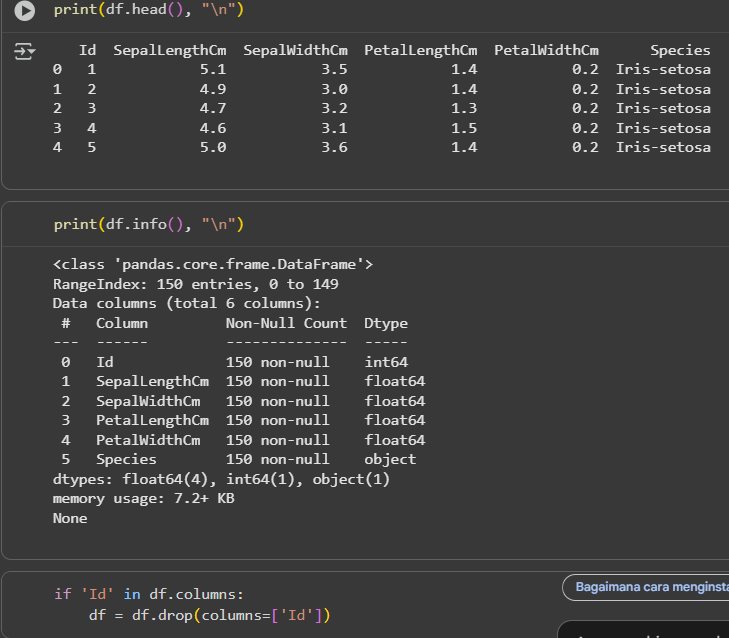 print(df.head(), "\n")
Id SepalLengthCm SepalWidthCm PetalLengthCm PetalWidthCm Species
0 1 5.1 3.5 1.4 0.2 Iris-setosa
1 2 4.9 3.0 1.4 0.2 Iris-setosa
2 3 4.7 3.2 1.3 0.2 Iris-setosa
3 4 4.6 3.1 1.5 0.2 Iris-setosa
4 5 5.0 3.6 1.4 0.2 Iris-setosa
print(df.info(), "\n")
<class 'pandas.core.frame.DataFrame'>
RangeIndex: 150 entries, 0 to 149
Data columns (total 6 columns):
# Column Non-Null Count Dtype
--- ------ -------------- -----
0 Id 150 non-null int64
1 SepalLengthCm 150 non-null float64
2 SepalWidthCm 150 non-null float64
3 PetalLengthCm 150 non-null float64
4 PetalWidthCm 150 non-null float64
5 Species 150 non-null object
dtypes: float64(4), int64(1), object(1)
memory usage: 7.2+ KB
None
if 'Id' in df.columns:
df = df.drop(columns=['Id'])
Bagaimana cara menginsta